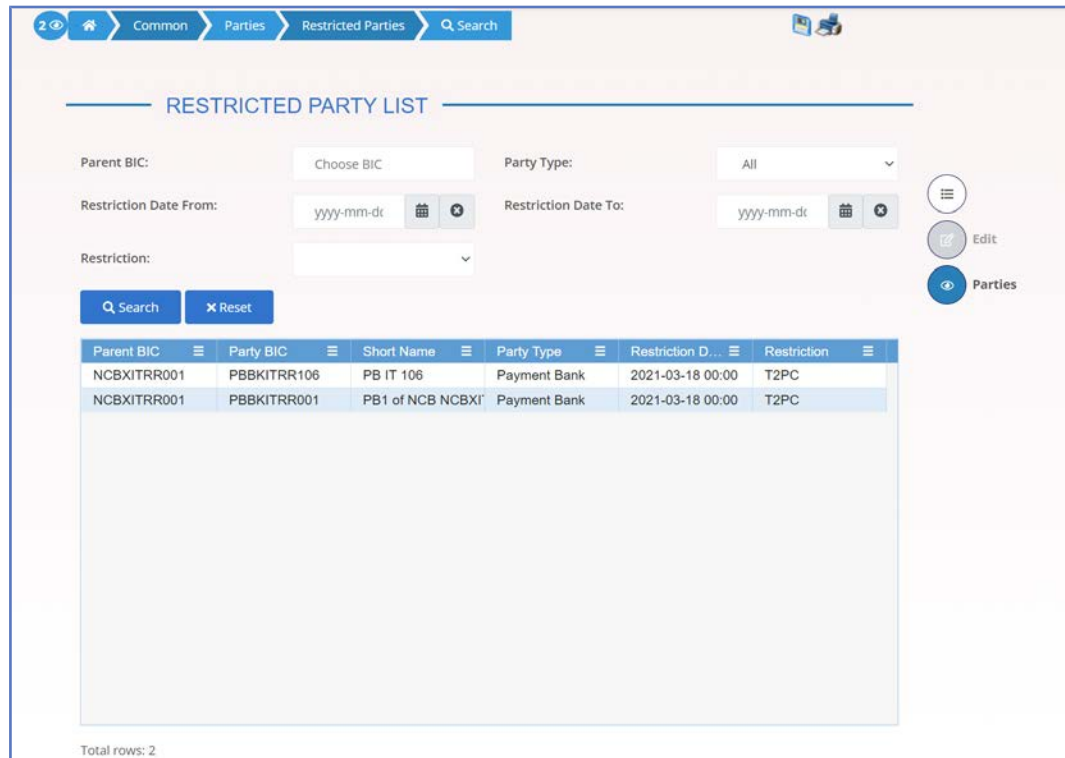 2 Common Parties Restricted Parties Search
RESTRICTED PARTY LIST
Parent BIC: Choose BIC Party Type: All
Restriction Date From: yyyy-mm-dd Restriction Date To: yyyy-mm-dd
Edit
Restriction:
Parties
Search Reset
Parent BIC Party BIC Short Name Party Type Restriction D... Restriction
NCBXITRR001 PBBKITRR106 PB IT 106 Payment Bank 2021-03-18 00:00 T2PC
NCBXITRR001 PBBKITRR001 PB1 of NCB NCBXI Payment Bank 2021-03-18 00:00 T2PC
Total rows: 2